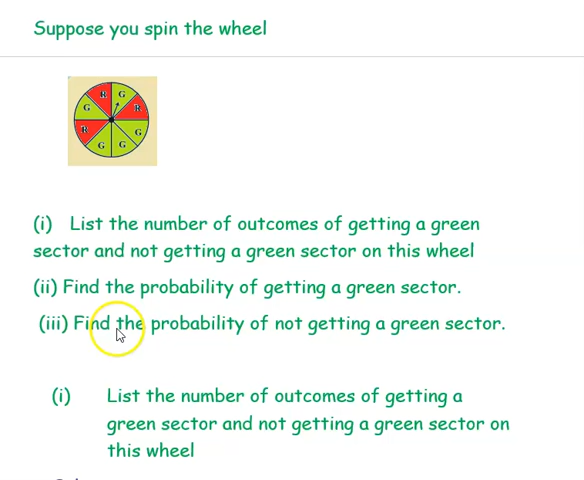 Suppose you spin the wheel
R G
G R
R G
G G
(i) List the number of outcomes of getting a green
sector and not getting a green sector on this wheel
(ii) Find the probability of getting a green sector.
(iii) Find the probability of not getting a green sector.
(i) List the number of outcomes of getting a
green sector and not getting a green sector on
this wheel